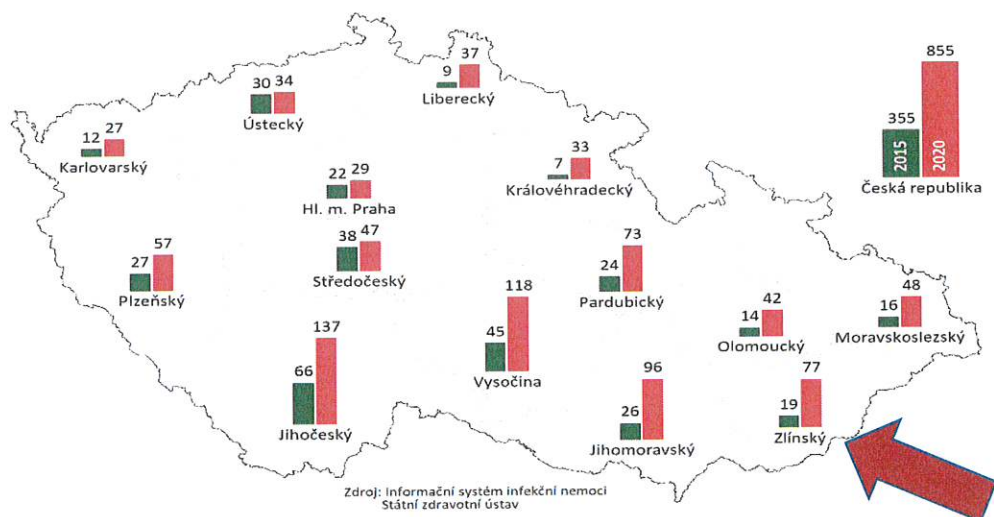 9 37
Liberecký
855
355
2015
2020
Česká republika
30 34
Ústecký
12 27
Karlovarský
7 33
Královéhradecký
22 29
Hl. m. Praha
38 47
Středočeský
27 57
Plzeňský
24 73
Pardubický
16 48
Moravskoslezský
14 42
Olomoucký
45 118
Vysočina
66 137
Jihočeský
26 96
Jihomoravský
19 77
Zlínský
Zdroj: Informační systém infekční nemoci
Státní zdravotní ústav